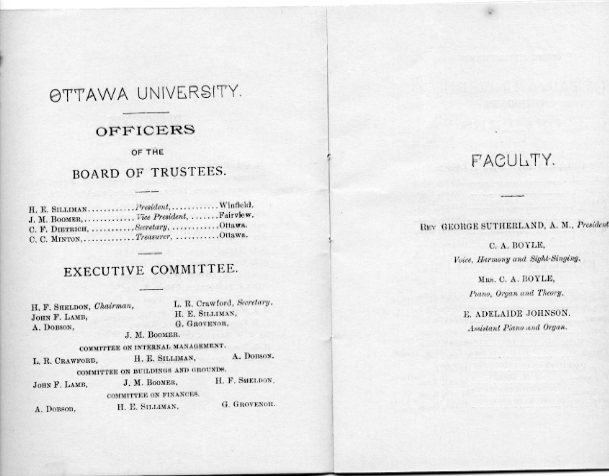 OTTAWA UNIVERSITY.
OFFICERS
OF THE
BOARD OF TRUSTEES.
H. E. SILLIMAN............President,............Winfield.
J. M. BOOMER,............Vice President, .......Fairview.
C. F. DIETRICH,............Secretary,............Ottawa.
C. C. MINTON,............Treasurer, ............Ottawa.
EXECUTIVE COMMITTEE.
H. F. SHELDON, Chairman, L. R. Crawford, Secretary.
JOHN F. LAMB, H. E. SILLIMAN,
A. DOBSON, G. GROVENOR,
J. M. BOOMER.
COMMITTEE ON INTERNAL MANAGEMENT.
L. R. CRAWFORD, H. E. SILLIMAN, A. DOBSON.
COMMITTEE ON BUILDINGS AND GROUNDS.
JOHN F. LAMB, J. M. BOOMER, H. F. SHELDON.
COMMITTEE ON FINANCES.
A. DOBSON, H. E. SILLIMAN, G. GROVENOR.
FACULTY.
REV GEORGE SUTHERLAND, A. M., President
C. A. BOYLE,
Voice, Harmony and Sight-Singing.
MRS. C. A. BOYLE,
Piano, Organ and Theory.
E. ADELAIDE JOHNSON.
Assistant Piano and Organ.